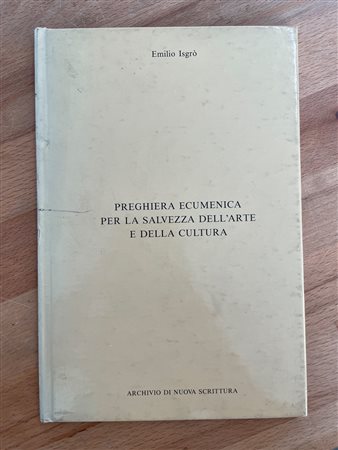 Emilio Isgrò
PREGHIERA ECUMENICA
PER LA SALVEZZA DELL'ARTE
E DELLA CULTURA
ARCHIVIO DI NUOVA SCRITTURA